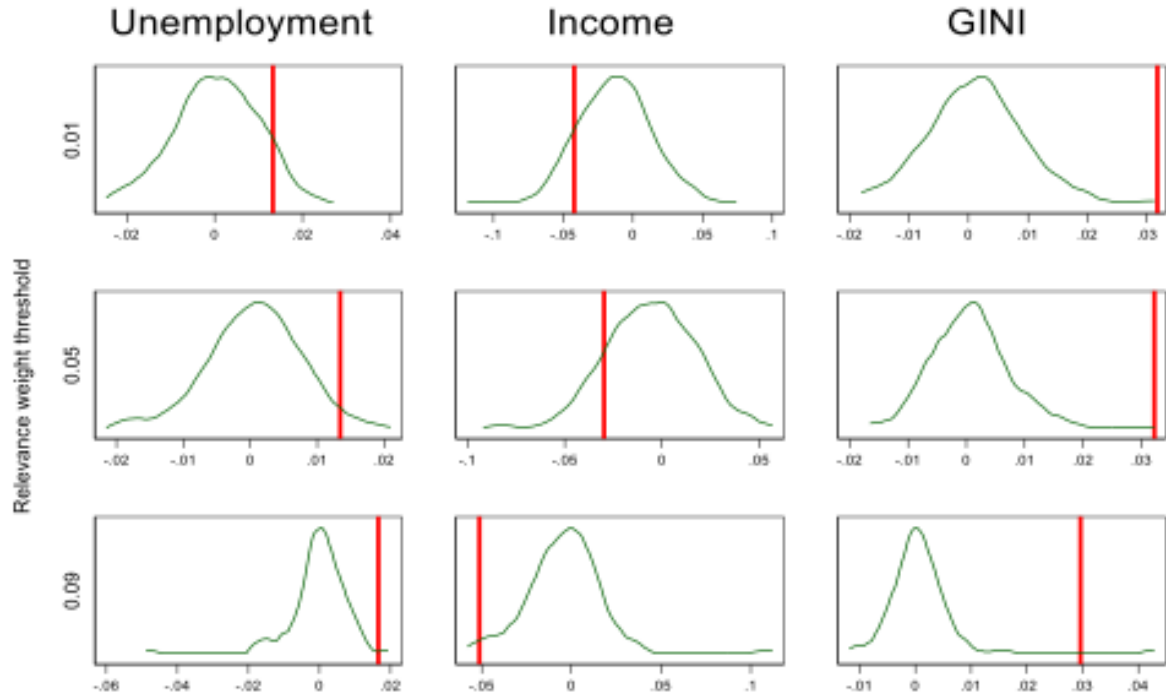 Unemployment Income GINI
Relevance weight threshold
0.01
-.02 0 .02 .04 -.1 -.05 0 .05 .1 -.02 -.01 0 .01 .02 .03
0.05
-.02 -.01 0 .01 .02 -.1 -.05 0 .05 -.02 -.01 0 .01 .02 .03
0.09
-.06 -.04 -.02 0 .02 -.05 0 .05 .1 -.01 0 .01 .02 .03 .04